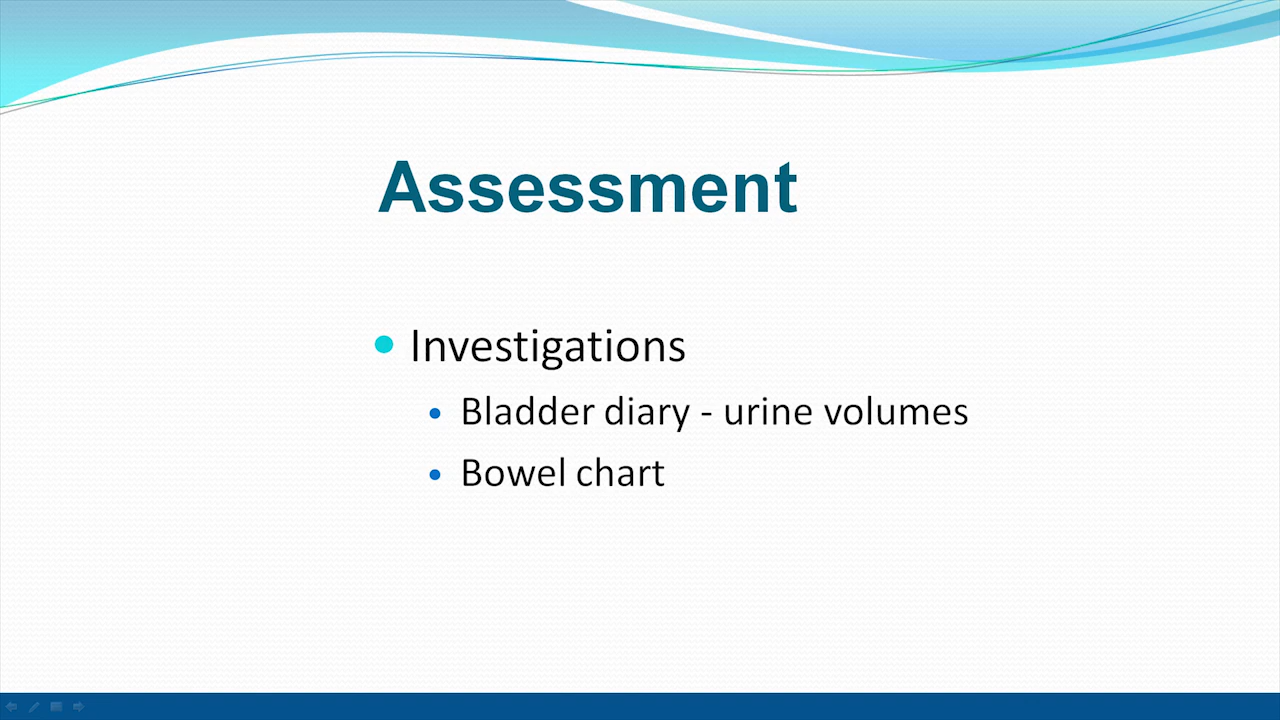 Assessment
Investigations
Bladder diary - urine volumes
Bowel chart